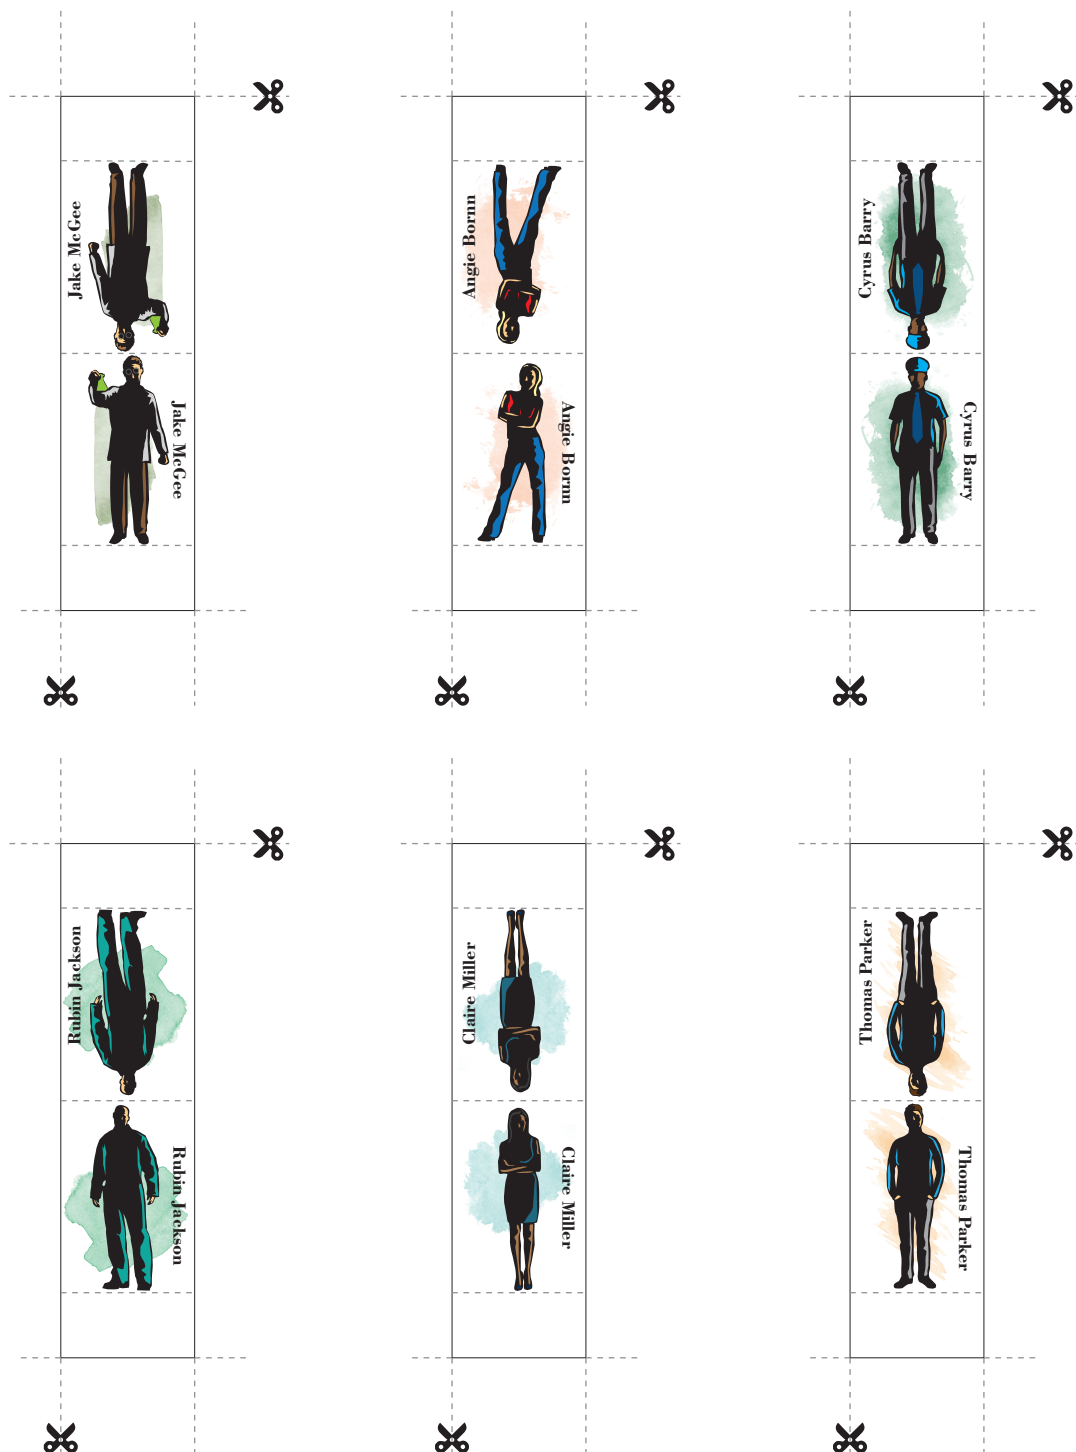 Jake McGee
Angie Bornn
Cyrus Barry
Jake McGee
Angie Bornn
Cyrus Barry
Rubin Jackson
Claire Miller
Thomas Parker
Rubin Jackson
Claire Miller
Thomas Parker